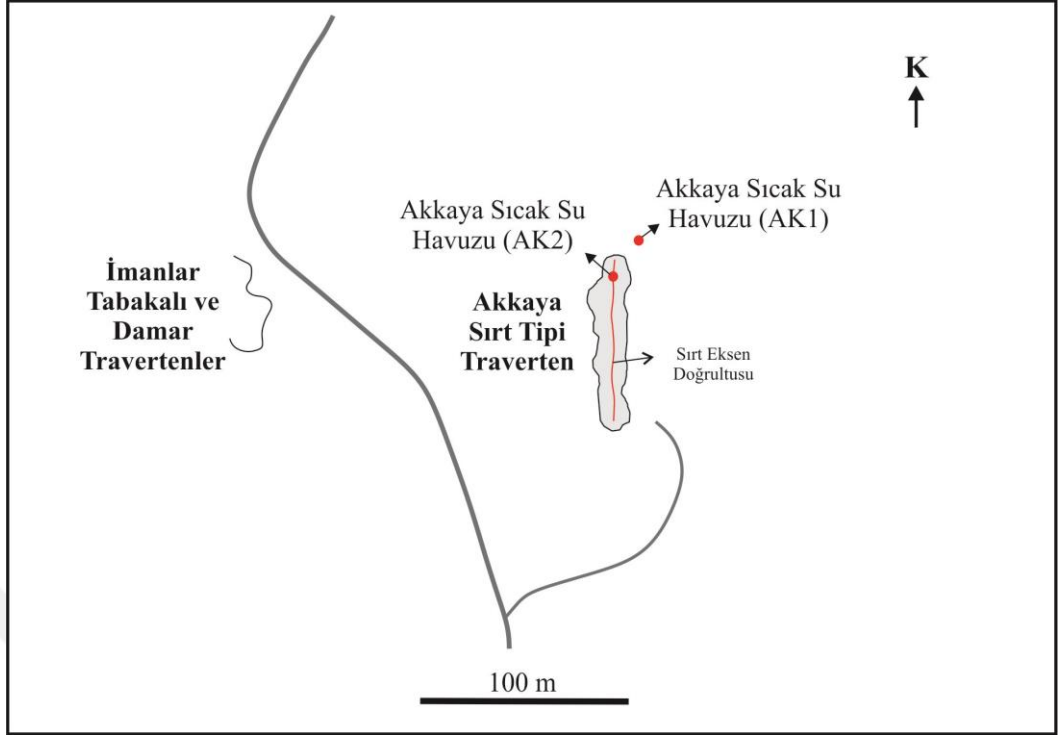 K
Akkaya Sıcak Su
Havuzu (AK1)
Akkaya Sıcak Su
Havuzu (AK2)
İmanlar
Tabakalı ve
Damar
Travertenler
Akkaya
Sırt Tipi
Traverten
Sırt Eksen
Doğrultusu
100 m